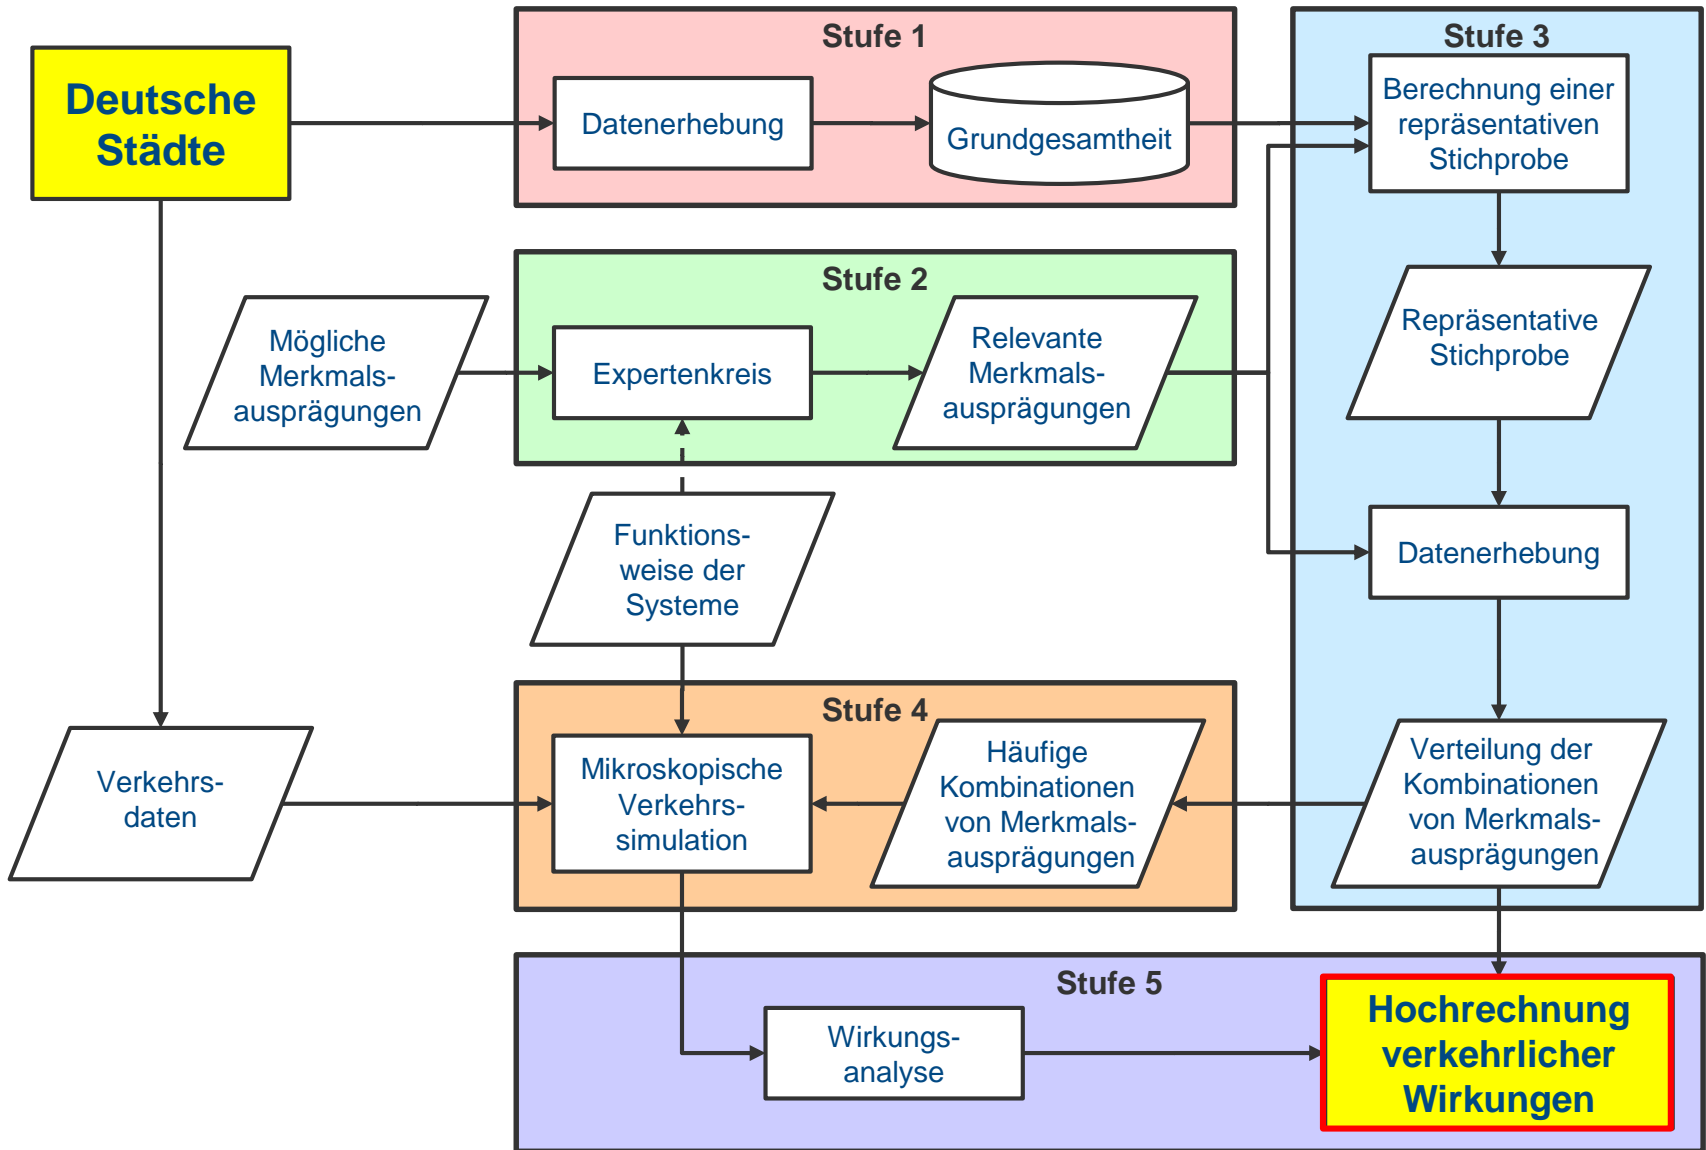 Deutsche
Städte
Stufe 1
Datenerhebung
Grundgesamtheit
Stufe 3
Berechnung einer
repräsentativen
Stichprobe
Repräsentative
Stichprobe
Datenerhebung
Verteilung der
Kombinationen
von Merkmals-
ausprägungen
Mögliche
Merkmals-
ausprägungen
Stufe 2
Expertenkreis
Relevante
Merkmals-
ausprägungen
Funktions-
weise der
Systeme
Verkehrs-
daten
Stufe 4
Mikroskopische
Verkehrs-
simulation
Häufige
Kombinationen
von Merkmals-
ausprägungen
Stufe 5
Wirkungs-
analyse
Hochrechnung
verkehrlicher
Wirkungen